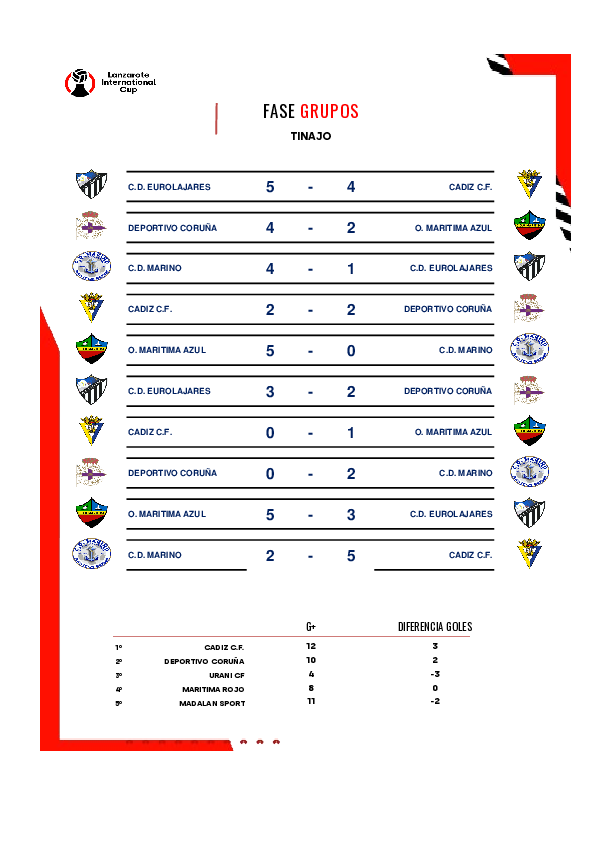 Lanzarote
International
Cup
FASE GRUPOS
TINAJO
C.D. EUROLAJARES 5 - 4 CADIZ C.F.
DEPORTIVO CORUÑA 4 - 2 O. MARITIMA AZUL
C.D. MARINO 4 - 1 C.D. EUROLAJARES
CADIZ C.F. 2 - 2 DEPORTIVO CORUÑA
O. MARITIMA AZUL 5 - 0 C.D. MARINO
C.D. EUROLAJARES 3 - 2 DEPORTIVO CORUÑA
CADIZ C.F. 0 - 1 O. MARITIMA AZUL
DEPORTIVO CORUÑA 0 - 2 C.D. MARINO
O. MARITIMA AZUL 5 - 3 C.D. EUROLAJARES
C.D. MARINO 2 - 5 CADIZ C.F.
G+ DIFERENCIA GOLES
1º CADIZ C.F. 12 3
2º DEPORTIVO CORUÑA 10 2
3º URANI CF 4 -3
4º MARITIMA ROJO 8 0
5º MADALAN SPORT 11 -2